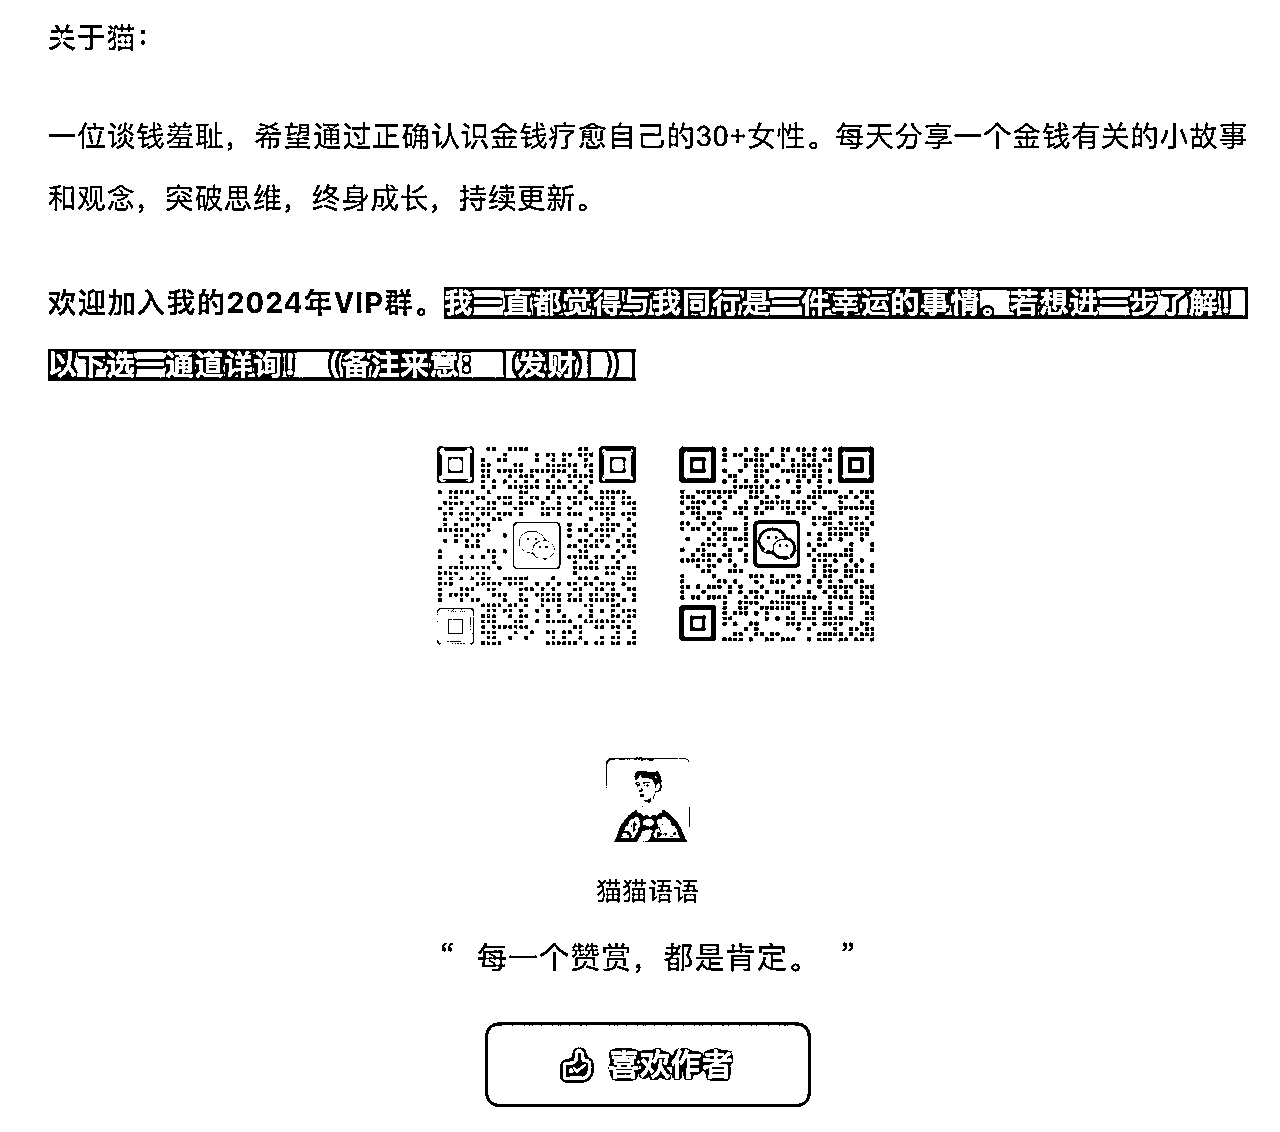 关于猫：
一位谈钱羞耻，希望通过正确认识金钱疗愈自己的30+女性。每天分享一个金钱有关的小故事
和观念，突破思维，终身成长，持续更新。
欢迎加入我的2024年VIP群。我一直都觉得与我同行是一件幸运的事情。若想进一步了解！
以下选一通道详询！（备注来意：【发财】）
猫猫语语
“ 每一个赞赏，都是肯定。 ”
喜欢作者